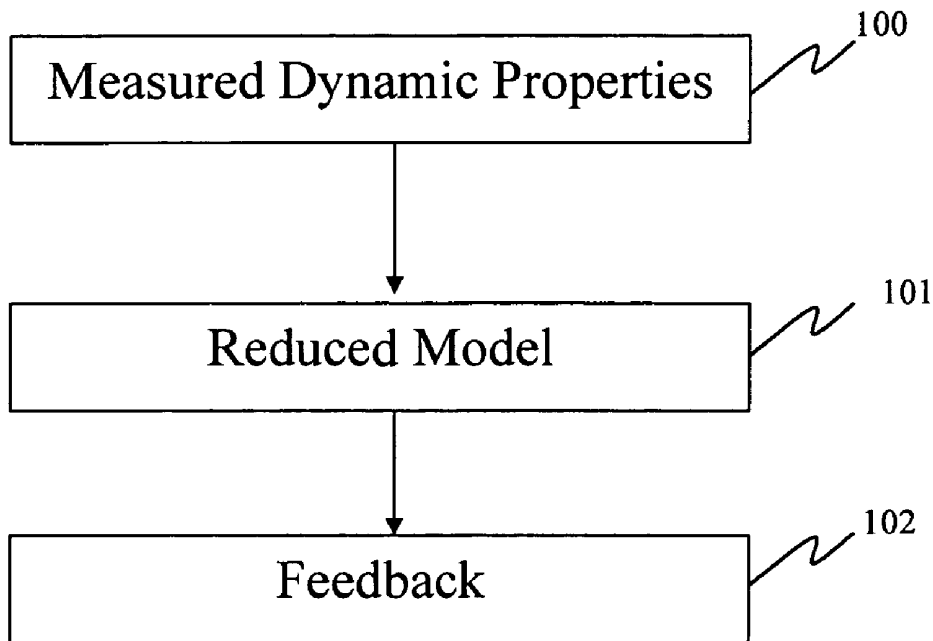 100
Measured Dynamic Properties
101
Reduced Model
102
Feedback